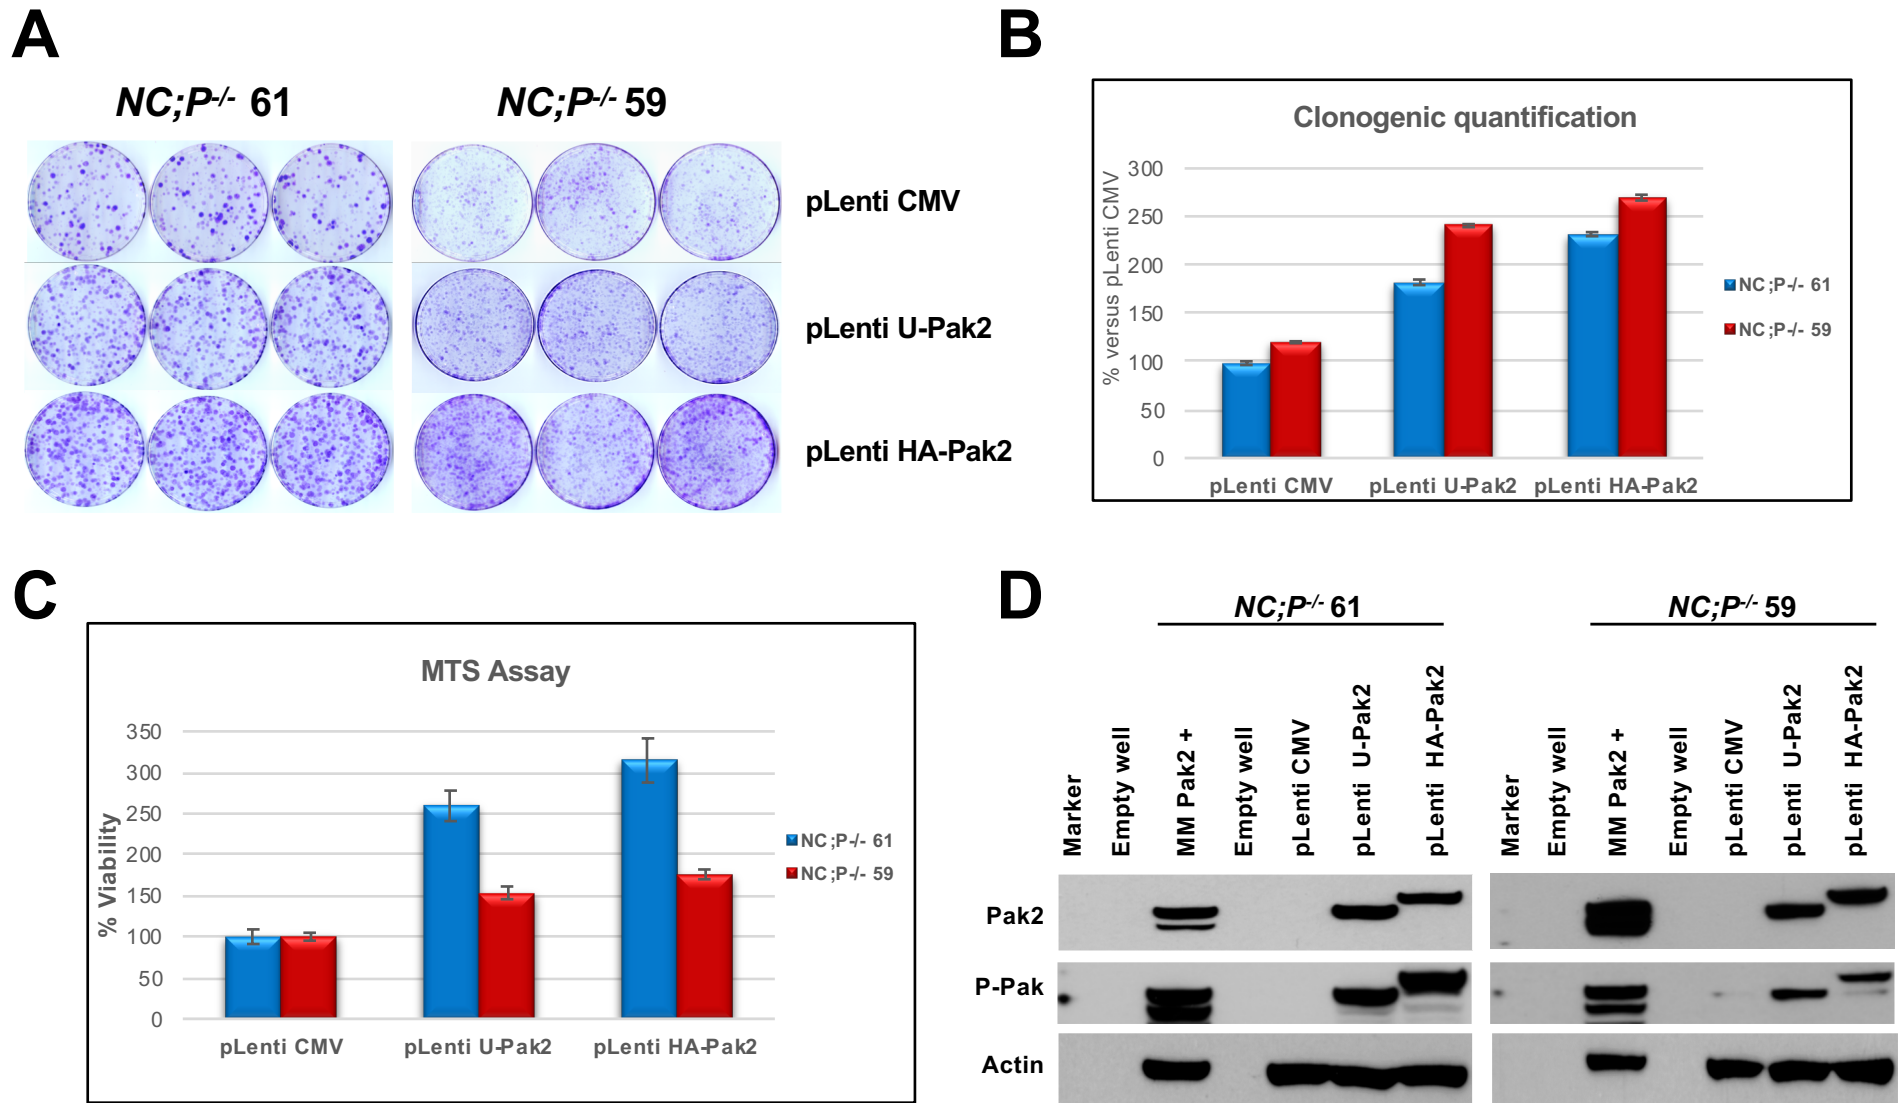 A
NC;P-/- 61
NC;P-/- 59
pLenti CMV
pLenti U-Pak2
pLenti HA-Pak2
B
Clonogenic quantification
% versus pLenti CMV
300
250
200
150
100
50
0
pLenti CMV
pLenti U-Pak2
pLenti HA-Pak2
NC;P-/- 61
NC;P-/- 59
C
MTS Assay
% Viability
350
300
250
200
150
100
50
0
pLenti CMV
pLenti U-Pak2
pLenti HA-Pak2
NC;P-/- 61
NC;P-/- 59
D
NC;P-/- 61
NC;P-/- 59
Marker
Empty well
MM Pak2 +
Empty well
pLenti CMV
pLenti U-Pak2
pLenti HA-Pak2
Marker
Empty well
MM Pak2 +
Empty well
pLenti CMV
pLenti U-Pak2
pLenti HA-Pak2
Pak2
P-Pak
Actin